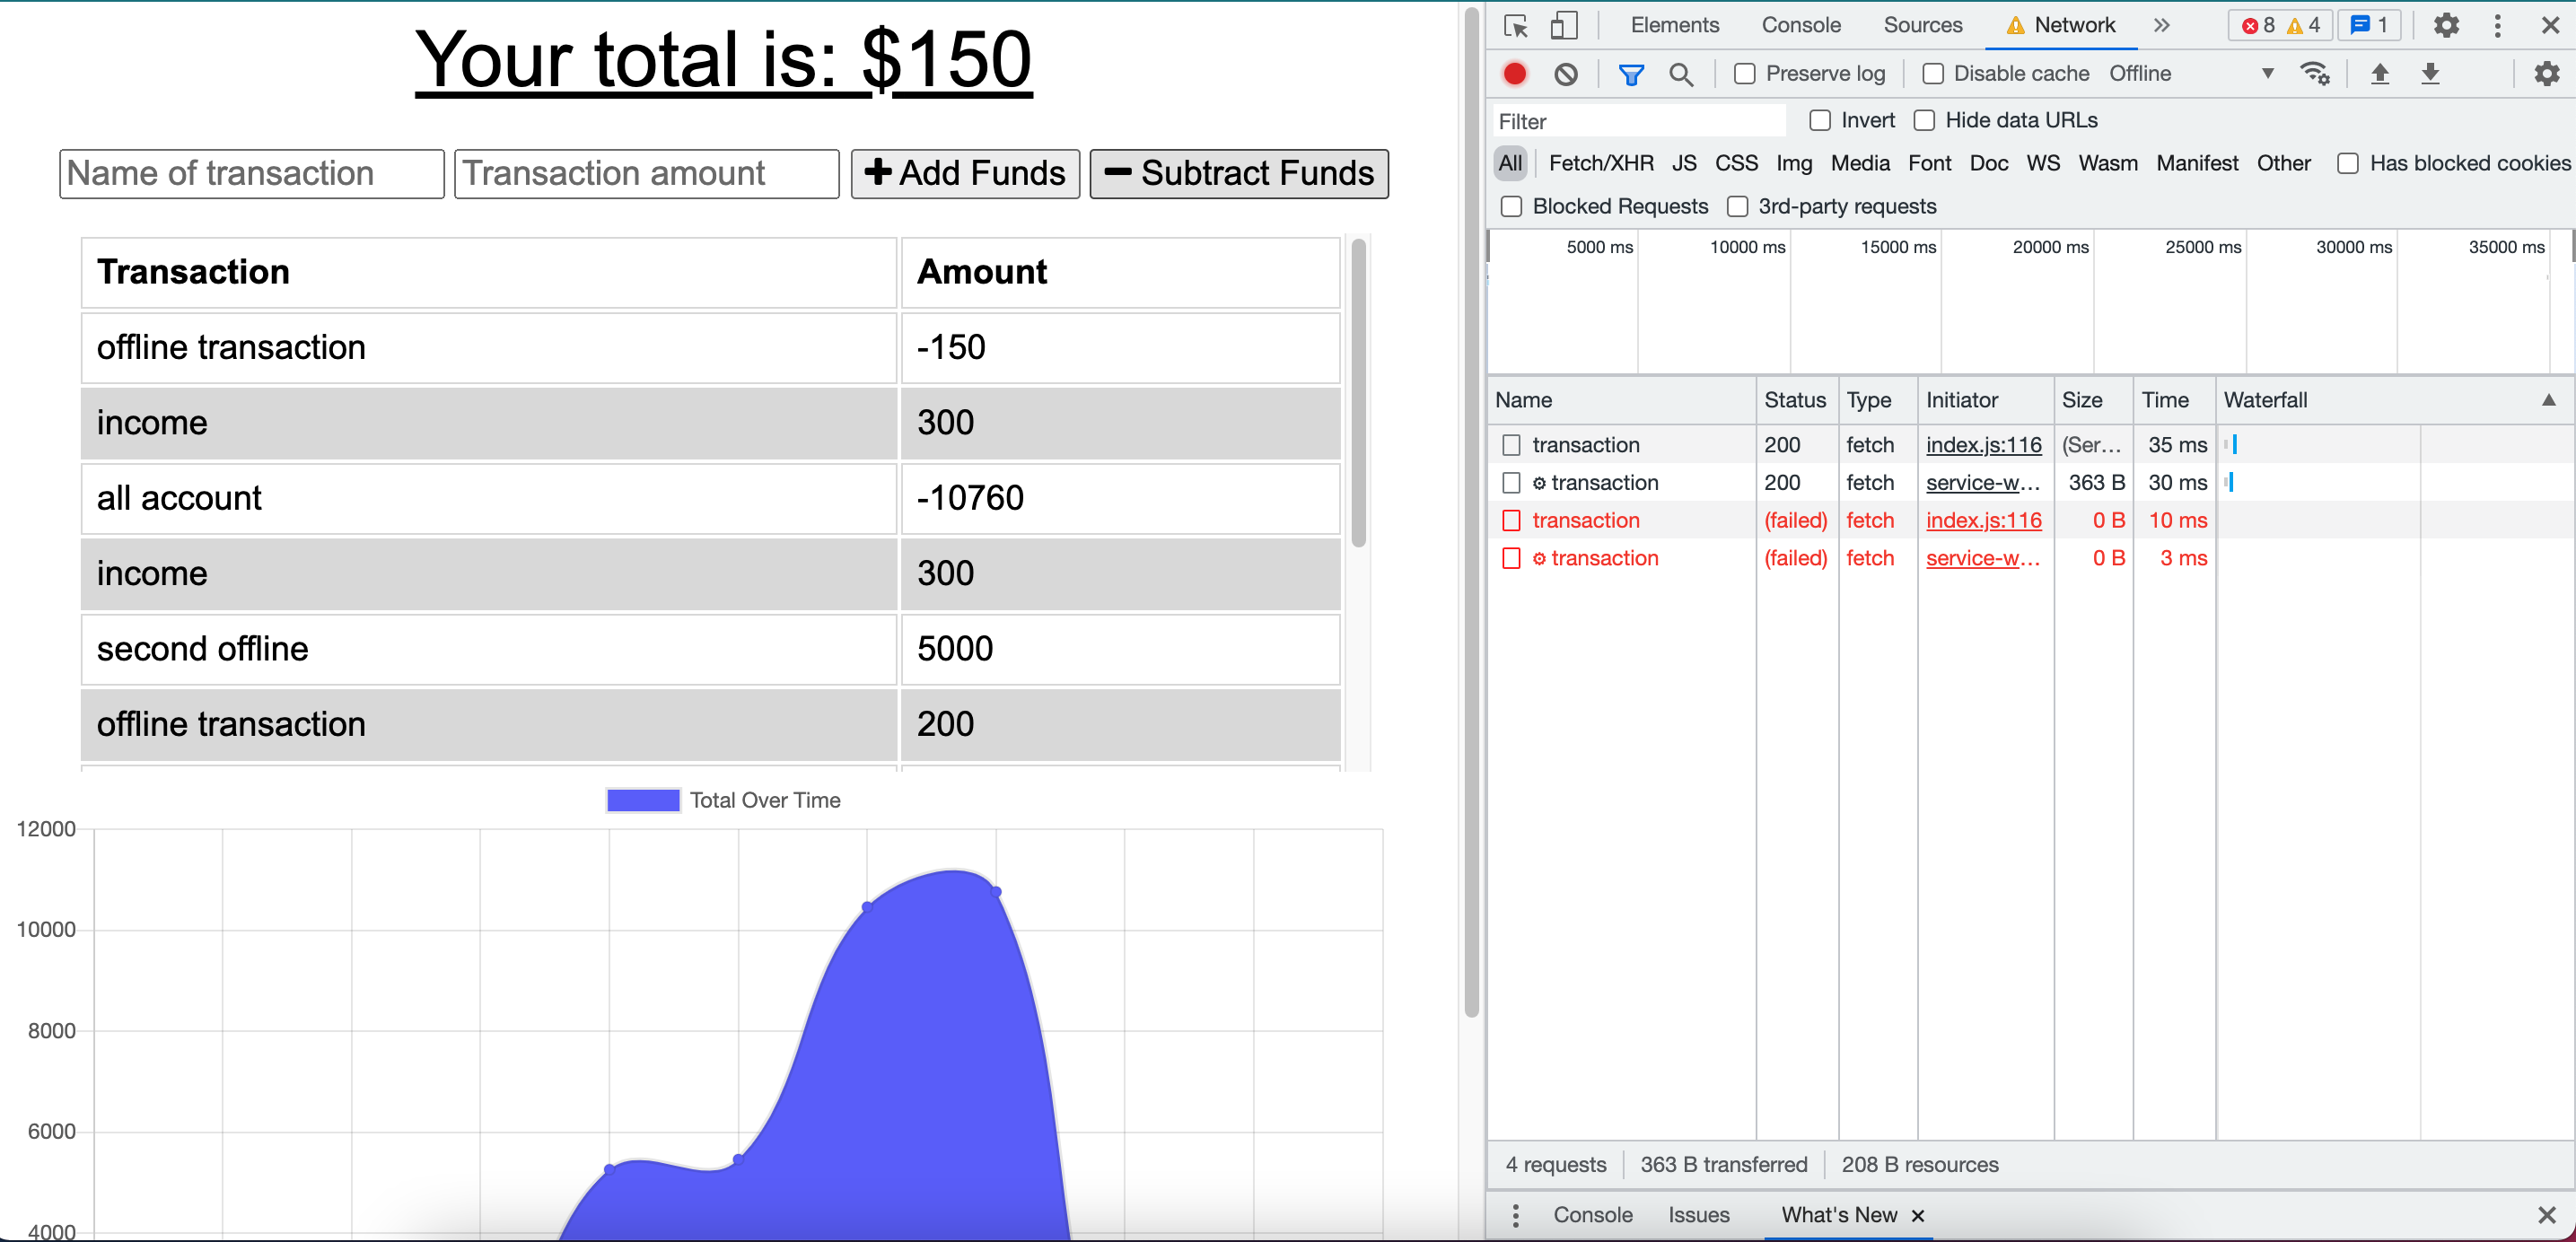 Your total is: $150
Name of transaction Transaction amount Add Funds Subtract Funds
Transaction Amount
offline transaction -150
income 300
all account -10760
income 300
second offline 5000
offline transaction 200
Total Over Time
12000
10000
8000
6000
4000
Elements Console Sources Network 8 4 1
Preserve log Disable cache Offline
Filter Invert Hide data URLs
All Fetch/XHR JS CSS Img Media Font Doc WS Wasm Manifest Other Has blocked cookies
Blocked Requests 3rd-party requests
5000 ms 10000 ms 15000 ms 20000 ms 25000 ms 30000 ms 35000 ms
Name Status Type Initiator Size Time Waterfall
transaction 200 fetch index.js:116 (Ser... 35 ms
transaction 200 fetch service-w... 363 B 30 ms
transaction (failed) fetch index.js:116 0 B 10 ms
transaction (failed) fetch service-w... 0 B 3 ms
4 requests 363 B transferred 208 B resources
Console Issues What's New